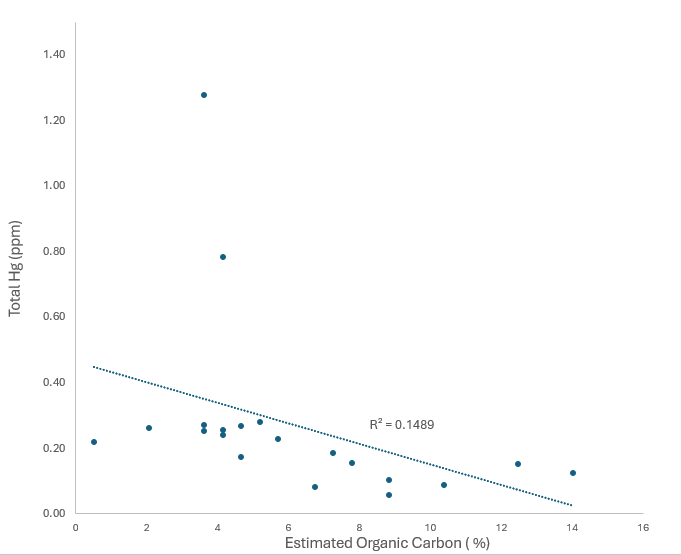 1.40
1.20
1.00
0.80
0.60
0.40
0.20
0.00
Total Hg (ppm)
R² = 0.1489
0 2 4 6 8 10 12 14 16
Estimated Organic Carbon ( %)